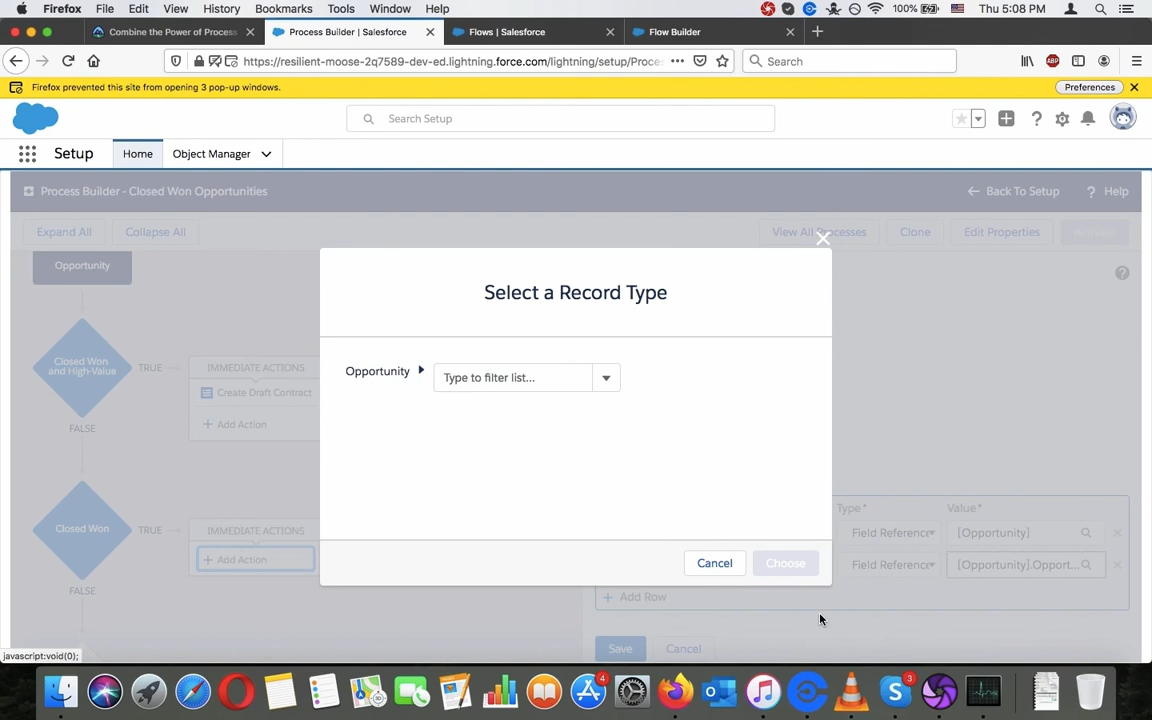 Firefox File Edit View History Bookmarks Tools Window Help 100% Thu 5:08 PM
Combine the Power of Process Process Builder | Salesforce Flows | Salesforce Flow Builder
https://resilient-moose-2q7589-dev-ed.lightning.force.com/lightning/setup/Proce Search
Firefox prevented this site from opening 3 pop-up windows. Preferences
Search Setup
Setup Home Object Manager
Process Builder - Closed Won Opportunities Back To Setup ? Help
Expand All Collapse All View All Processes Clone Edit Properties Activate
Opportunity
Select a Record Type
Closed Won
and High-Value
TRUE IMMEDIATE ACTIONS
Opportunity Type to filter list...
Create Draft Contract
+ Add Action
FALSE
Type* Value*
Closed Won TRUE IMMEDIATE ACTIONS Field Reference [Opportunity]
+ Add Action Cancel Choose Field Reference [Opportunity].Opport...
FALSE
+ Add Row
Save Cancel
javascript:void(0);
4
3